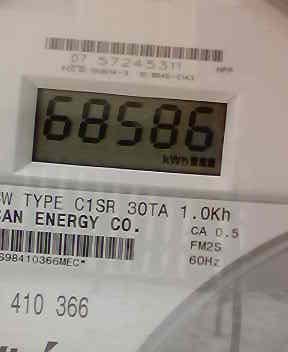 07 57245311
68586
kWh
W TYPE C1SR 30TA 1.0Kh
AN ENERGY CO.
CA 0.5
FM2S
S98410366MEC*
60Hz
410 366